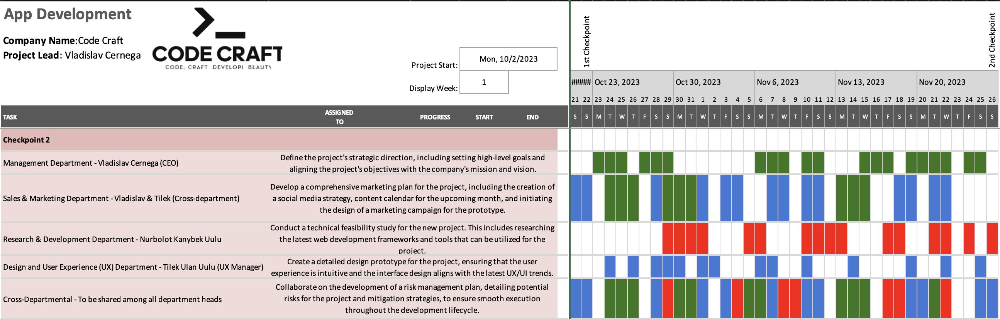 App Development
Company Name:Code Craft
Project Lead: Vladislav Cernega
CODE CRAFT
CODE, CRAFT DEVELOPI BEAUTY
Project Start:
Mon, 10/2/2023
Display Week:
1
1st Checkpoint
2nd Checkpoint
##### Oct 23, 2023 Oct 30, 2023 Nov 6, 2023 Nov 13, 2023 Nov 20, 2023
21 22 23 24 25 26 27 28 29 30 31 1 2 3 4 5 6 7 8 9 10 11 12 13 14 15 16 17 18 19 20 21 22 23 24 25 26
TASK
ASSIGNED
TO
PROGRESS START END
S S M T W T F S S M T W T F S S M T W T F S S M T W T F S S M T W T F S S
Checkpoint 2
Management Department - Vladislav Cernega (CEO)
Define the project's strategic direction, including setting high-level goals and
aligning the project's objectives with the company's mission and vision.
Sales & Marketing Department - Vladislav & Tilek (Cross-department)
Develop a comprehensive marketing plan for the project, including the creation of
a social media strategy, content calendar for the upcoming month, and initiating
the design of a marketing campaign for the prototype.
Research & Development Department - Nurbolot Kanybek Uulu
Conduct a technical feasibility study for the new project. This includes researching
the latest web development frameworks and tools that can be utilized for the
project.
Design and User Experience (UX) Department - Tilek Ulan Uulu (UX Manager)
Create a detailed design prototype for the project, ensuring that the user
experience is intuitive and the interface design aligns with the latest UX/UI trends.
Cross-Departmental - To be shared among all department heads
Collaborate on the development of a risk management plan, detailing potential
risks for the project and mitigation strategies, to ensure smooth execution
throughout the development lifecycle.